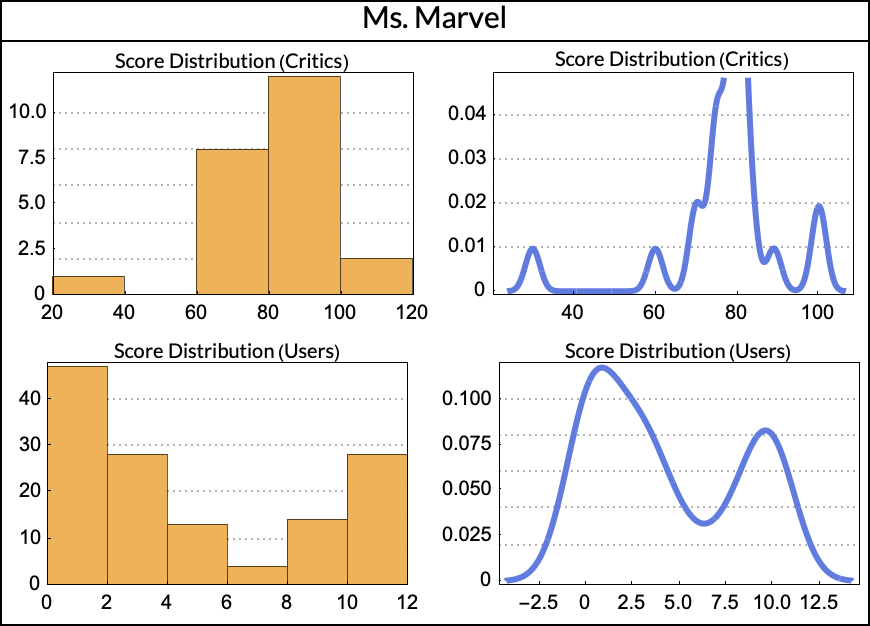 Ms. Marvel
Score Distribution (Critics)
10.0
7.5
5.0
2.5
0
20 40 60 80 100 120
Score Distribution (Critics)
0.04
0.03
0.02
0.01
0
40 60 80 100
Score Distribution (Users)
40
30
20
10
0
0 2 4 6 8 10 12
Score Distribution (Users)
0.100
0.075
0.050
0.025
0
−2.5 0 2.5 5.0 7.5 10.0 12.5